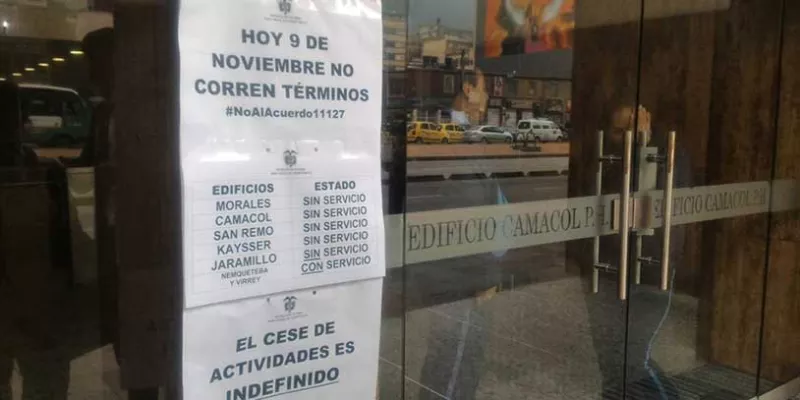 HOY 9 DE
NOVIEMBRE NO
CORREN TÉRMINOS
#NoAlAcuerdo11127
EDIFICIOS ESTADO
MORALES SIN SERVICIO
CAMACOL SIN SERVICIO
SAN REMO SIN SERVICIO
KAYSSER SIN SERVICIO
JARAMILLO SIN SERVICIO
NEMQUETEBA
Y VIRREY CON SERVICIO
EL CESE DE
ACTIVIDADES ES
INDEFINIDO
EDIFICIO CAMACOL P.H.
EDIFICIO CAMACOL P.H.